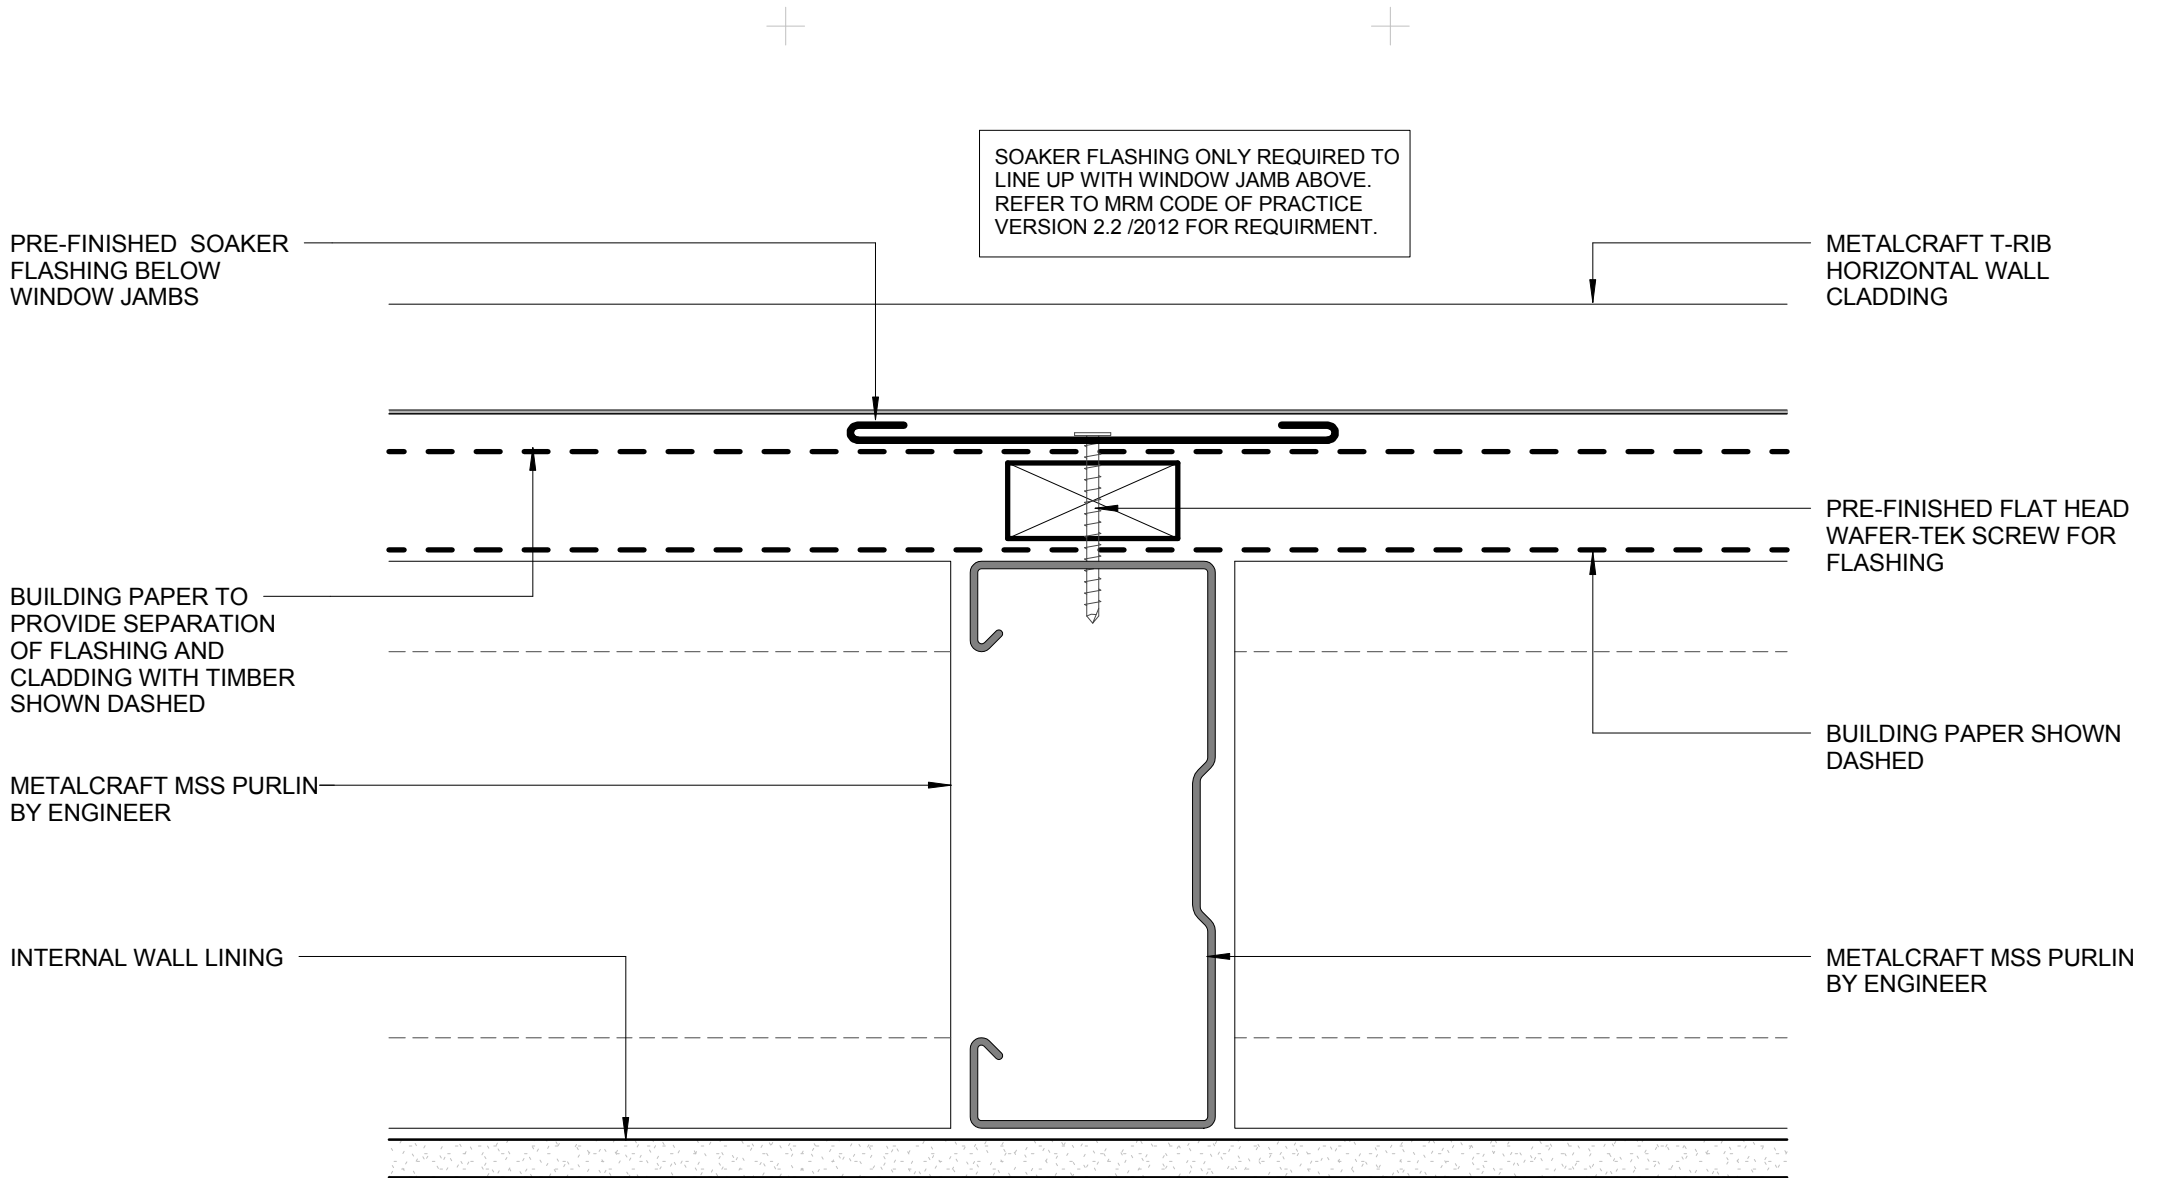 SOAKER FLASHING ONLY REQUIRED TO
LINE UP WITH WINDOW JAMB ABOVE.
REFER TO MRM CODE OF PRACTICE
VERSION 2.2 /2012 FOR REQUIRMENT.
PRE-FINISHED SOAKER
FLASHING BELOW
WINDOW JAMBS
BUILDING PAPER TO
PROVIDE SEPARATION
OF FLASHING AND
CLADDING WITH TIMBER
SHOWN DASHED
METALCRAFT MSS PURLIN
BY ENGINEER
INTERNAL WALL LINING
METALCRAFT T-RIB
HORIZONTAL WALL
CLADDING
PRE-FINISHED FLAT HEAD
WAFER-TEK SCREW FOR
FLASHING
BUILDING PAPER SHOWN
DASHED
METALCRAFT MSS PURLIN
BY ENGINEER